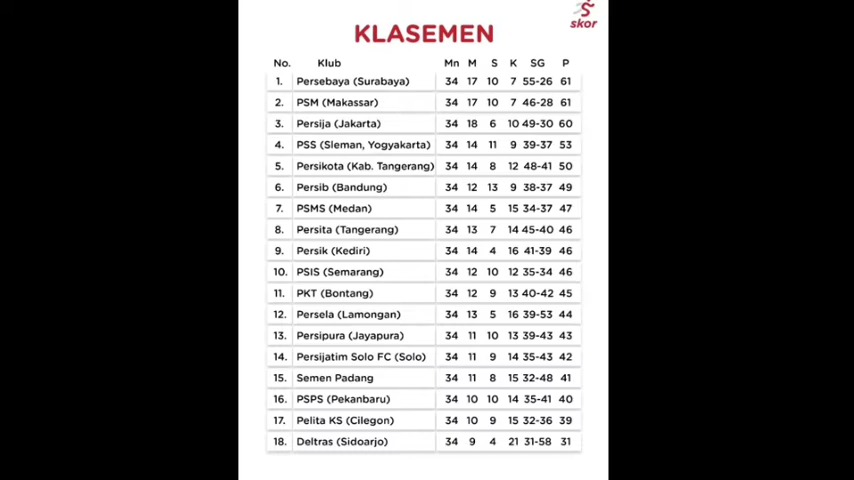 skor
KLASEMEN
No. Klub Mn M S K SG P
1. Persebaya (Surabaya) 34 17 10 7 55-26 61
2. PSM (Makassar) 34 17 10 7 46-28 61
3. Persija (Jakarta) 34 18 6 10 49-30 60
4. PSS (Sleman, Yogyakarta) 34 14 11 9 39-37 53
5. Persikota (Kab. Tangerang) 34 14 8 12 48-41 50
6. Persib (Bandung) 34 12 13 9 38-37 49
7. PSMS (Medan) 34 14 5 15 34-37 47
8. Persita (Tangerang) 34 13 7 14 45-40 46
9. Persik (Kediri) 34 14 4 16 41-39 46
10. PSIS (Semarang) 34 12 10 12 35-34 46
11. PKT (Bontang) 34 12 9 13 40-42 45
12. Persela (Lamongan) 34 13 5 16 39-53 44
13. Persipura (Jayapura) 34 11 10 13 39-43 43
14. Persijatim Solo FC (Solo) 34 11 9 14 35-43 42
15. Semen Padang 34 11 8 15 32-48 41
16. PSPS (Pekanbaru) 34 10 10 14 35-41 40
17. Pelita KS (Cilegon) 34 10 9 15 32-36 39
18. Deltras (Sidoarjo) 34 9 4 21 31-58 31